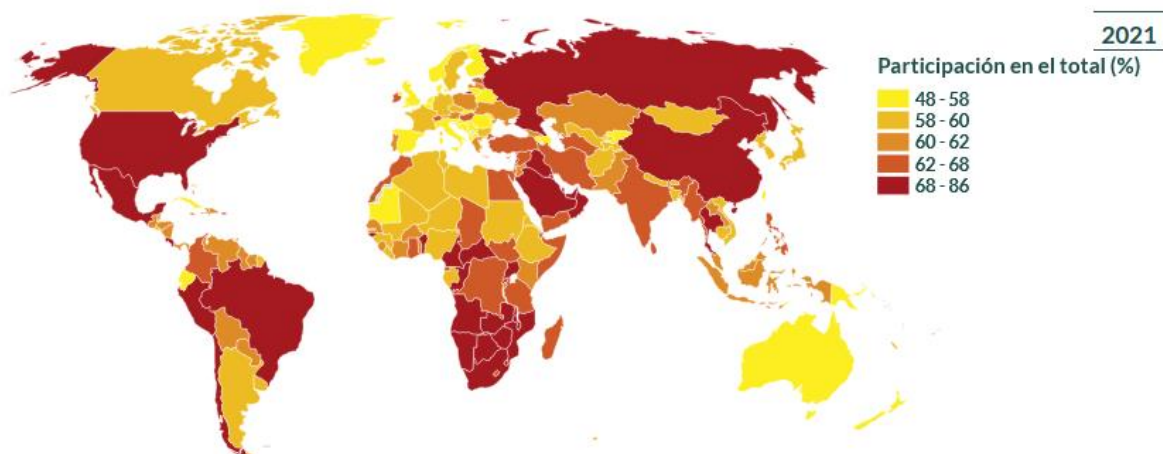 2021
Participación en el total (%)
48 - 58
58 - 60
60 - 62
62 - 68
68 - 86